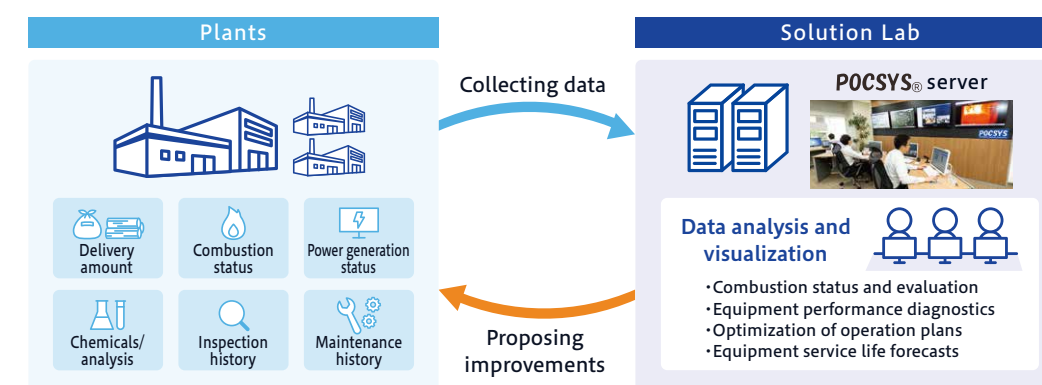 Plants
Solution Lab
Collecting data
POCSYS® server
POCSYS
Delivery
amount
Combustion
status
Power generation
status
Chemicals/
analysis
Inspection
history
Maintenance
history
Proposing
improvements
Data analysis and
visualization
・Combustion status and evaluation
・Equipment performance diagnostics
・Optimization of operation plans
・Equipment service life forecasts